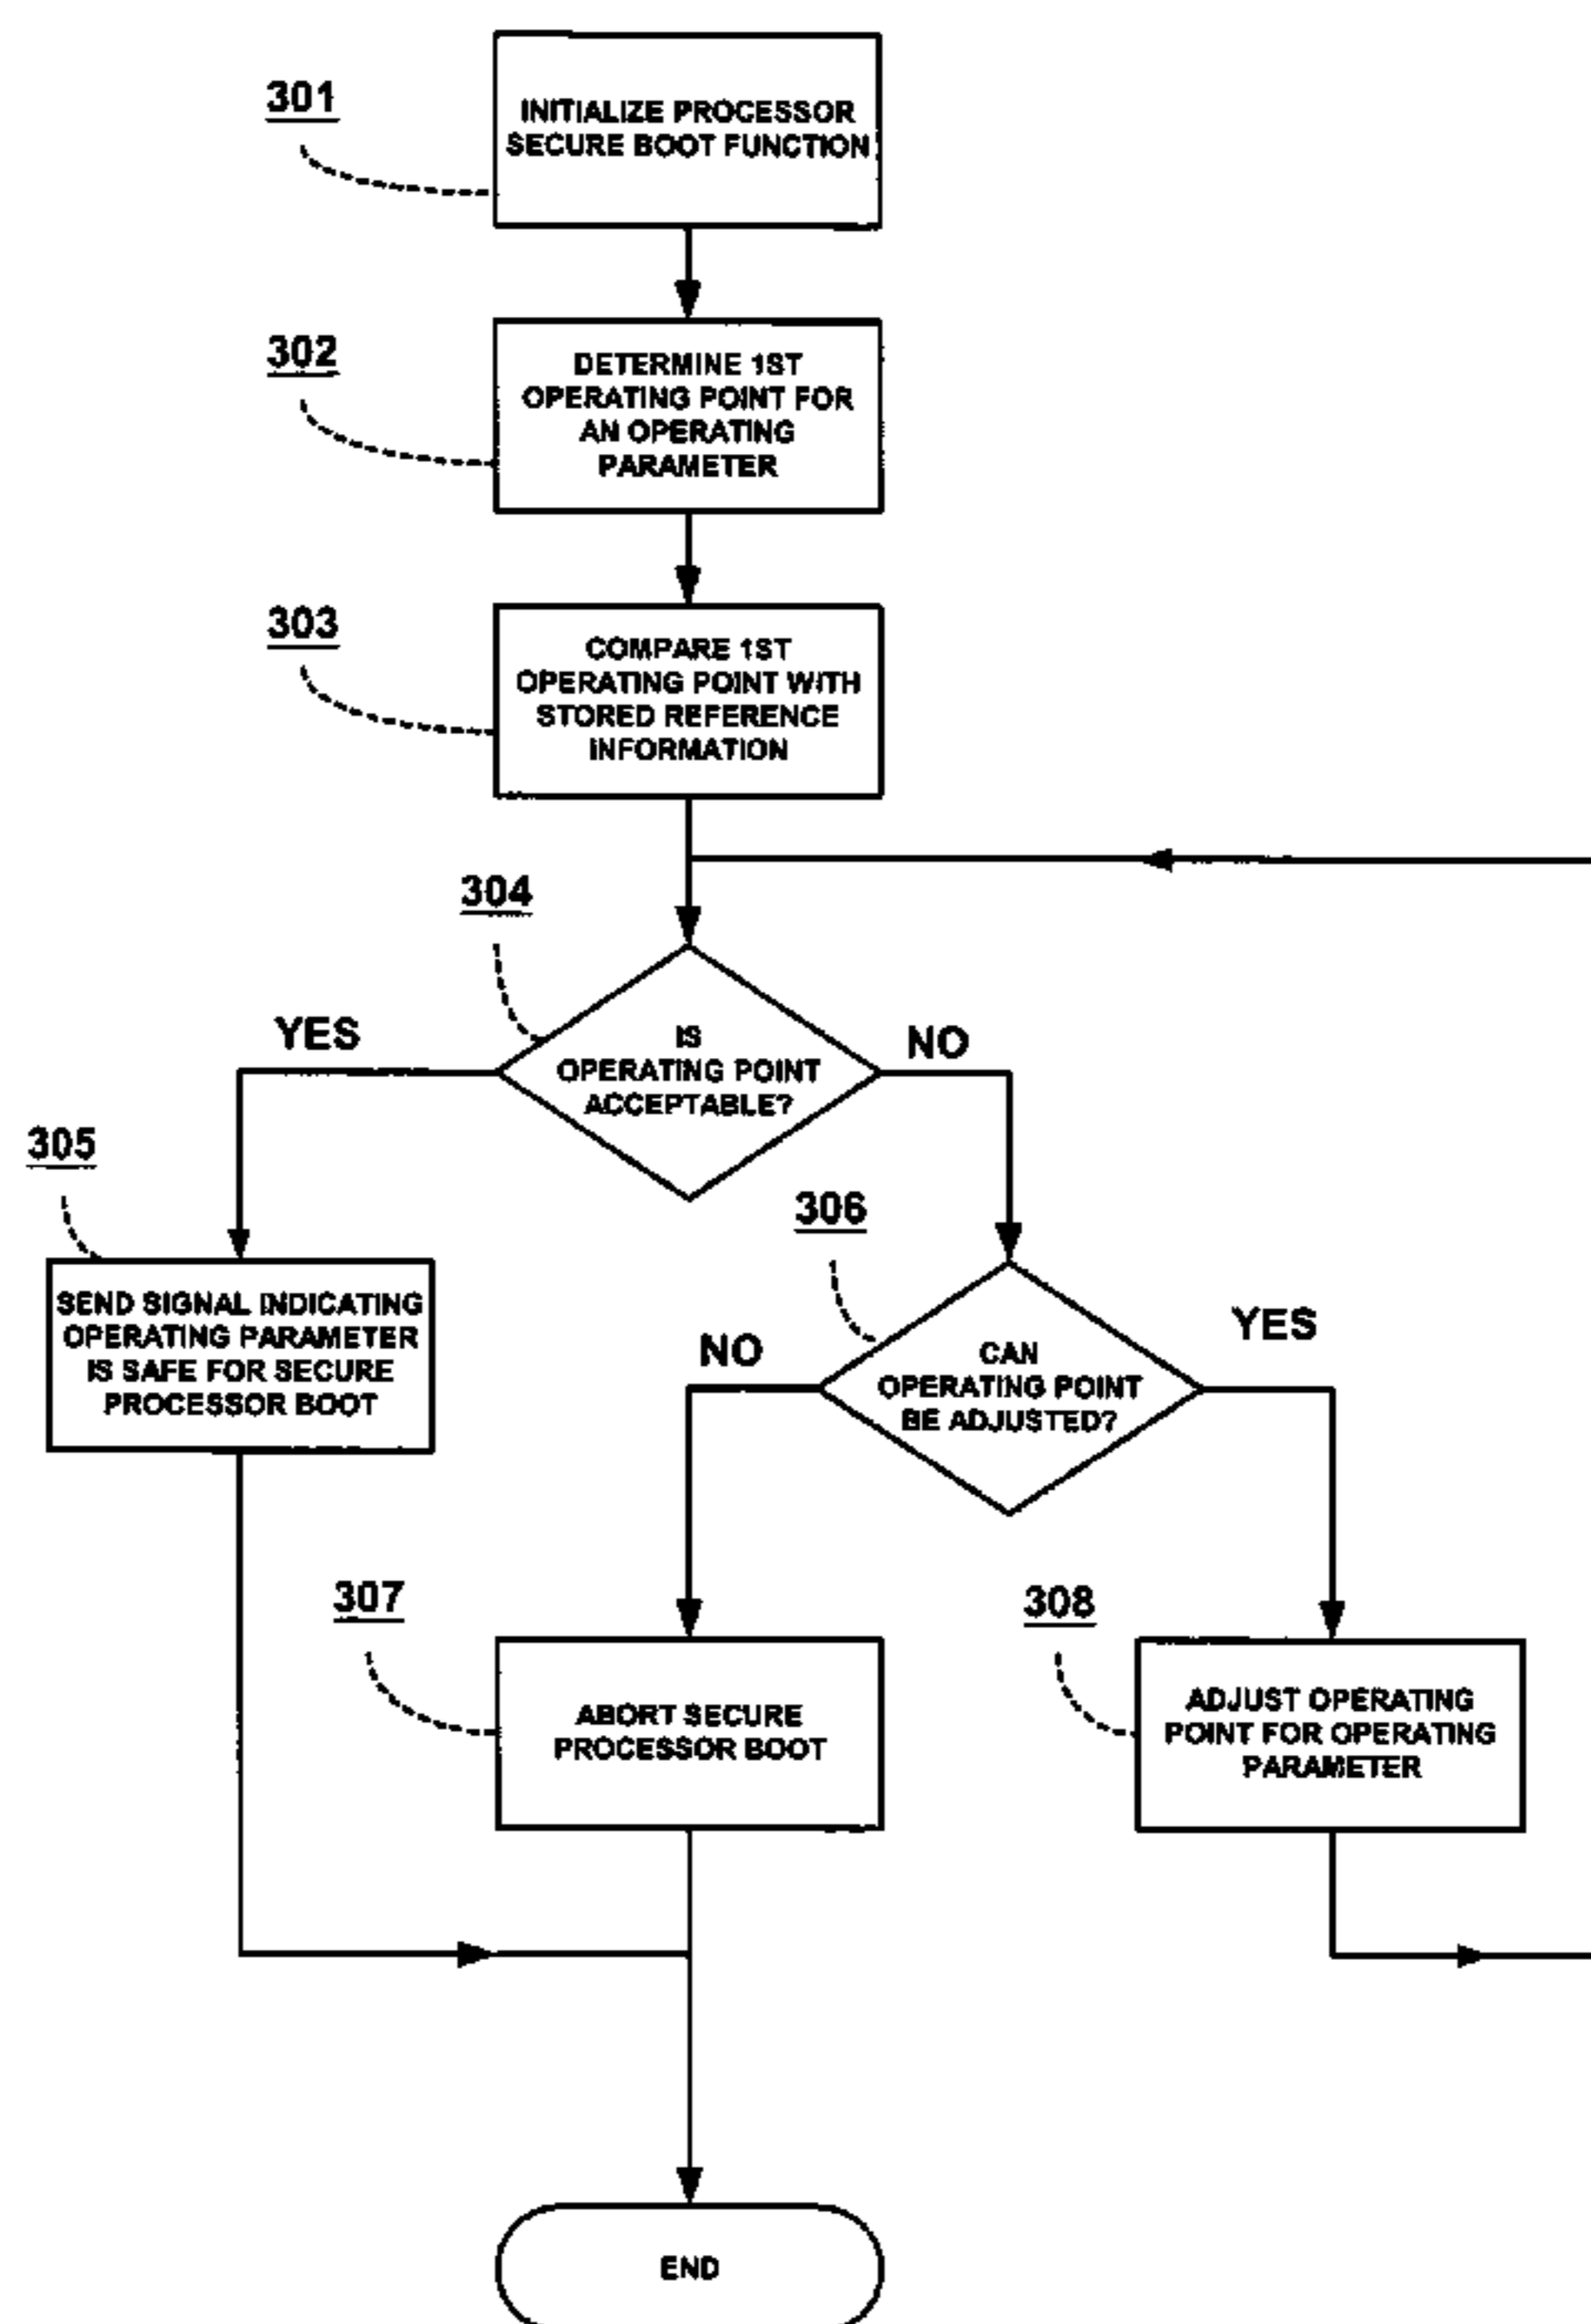 301
INITIALIZE PROCESSOR
SECURE BOOT FUNCTION
302
DETERMINE 1ST
OPERATING POINT FOR
AN OPERATING
PARAMETER
303
COMPARE 1ST
OPERATING POINT WITH
STORED REFERENCE
INFORMATION
304
IS
OPERATING POINT
ACCEPTABLE?
YES
NO
305
SEND SIGNAL INDICATING
OPERATING PARAMETER
IS SAFE FOR SECURE
PROCESSOR BOOT
306
CAN
OPERATING POINT
BE ADJUSTED?
NO
YES
307
ABORT SECURE
PROCESSOR BOOT
308
ADJUST OPERATING
POINT FOR OPERATING
PARAMETER
END